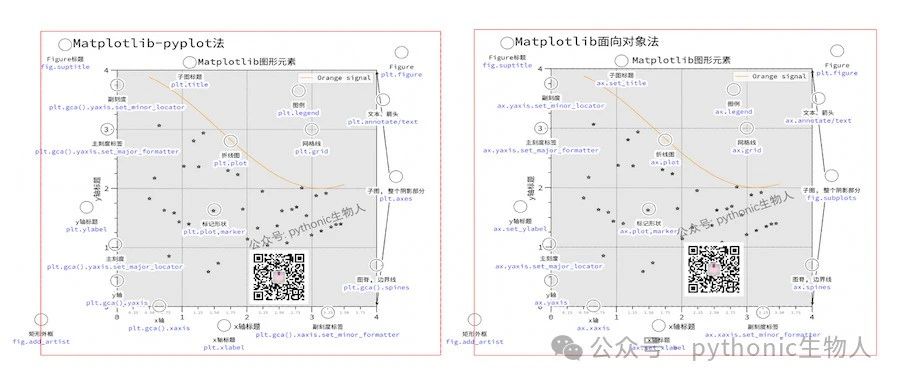 Matplotlib-pyplot法
Figure标题
fig.suptitle
Matplotlib图形元素
Figure
plt.figure
4
子图标题
plt.title
Orange signal
副刻度
plt.gca().yaxis.set_minor_locator
图例
plt.legend
文本、箭头
plt.annotate/text
3
主刻度标签
plt.gca().yaxis.set_major_formatter
折线图
plt.plot
网格线
plt.grid
y轴标题
2
子图, 整个阴影部分
plt.axes
y轴标题
plt.ylabel
标记形状
plt.plot,marker
公众号: pythonic生物人
1
主刻度
plt.gca().yaxis.set_major_locator
图脊, 边界线
plt.gca().spines
y轴
plt.gca().yaxis
0
1
2
4
x轴
plt.gca().xaxis
x轴标题
plt.xlabel
副刻度标签
plt.gca().xaxis.set_minor_formatter
矩形外框
fig.add_artist
Matplotlib面向对象法
Figure标题
fig.suptitle
Matplotlib图形元素
Figure
plt.figure
4
子图标题
ax.set_title
Orange signal
副刻度
ax.yaxis.set_minor_locator
图例
ax.legend
文本、箭头
ax.annotate/text
3
主刻度标签
ax.yaxis.set_major_formatter
折线图
ax.plot
网格线
ax.grid
y轴标题
2
子图, 整个阴影部分
fig.subplots
y轴标题
ax.set_ylabel
标记形状
ax.plot,marker
公众号: pythonic生物人
1
主刻度
ax.yaxis.set_major_locator
图脊, 边界线
ax.spines
y轴
ax.yaxis
0
1
2
4
x轴
ax.xaxis
x轴标题
ax.set_xlabel
副刻度标签
ax.xaxis.set_minor_formatter
矩形外框
fig.add_artist
公众号 pythonic生物人